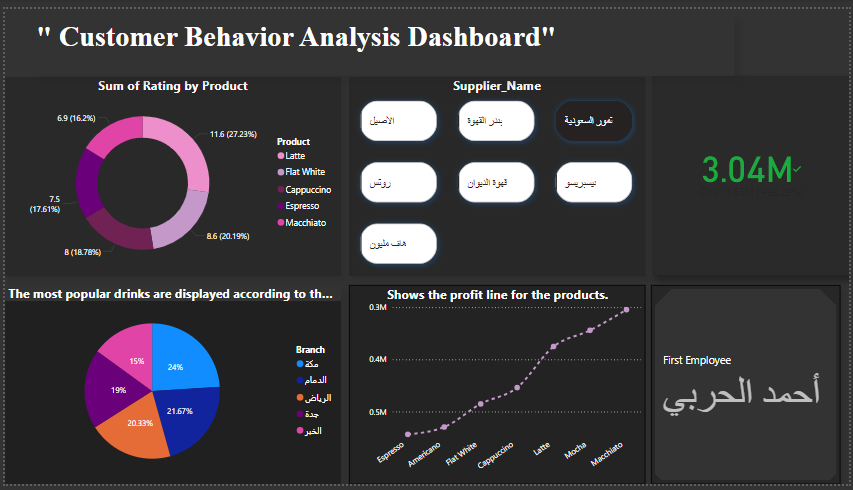 " Customer Behavior Analysis Dashboard"
Sum of Rating by Product
6.9 (16.2%)
11.6 (27.23%)
7.5
(17.61%)
8 (18.78%)
8.6 (20.19%)
Product
Latte
Flat White
Cappuccino
Espresso
Macchiato
Supplier_Name
الاصيل
بندر القهوة
تمور السعودية
روتس
قهوة الديوان
نيسبريسو
هاف مليون
3.04M
The most popular drinks are displayed according to th...
15%
24%
19%
21.67%
20.33%
Branch
مكة
الدمام
الرياض
جدة
الخبر
Shows the profit line for the products.
0.3M
0.4M
0.5M
Espresso
Americano
Flat White
Cappuccino
Latte
Mocha
Macchiato
First Employee
أحمد الحربي